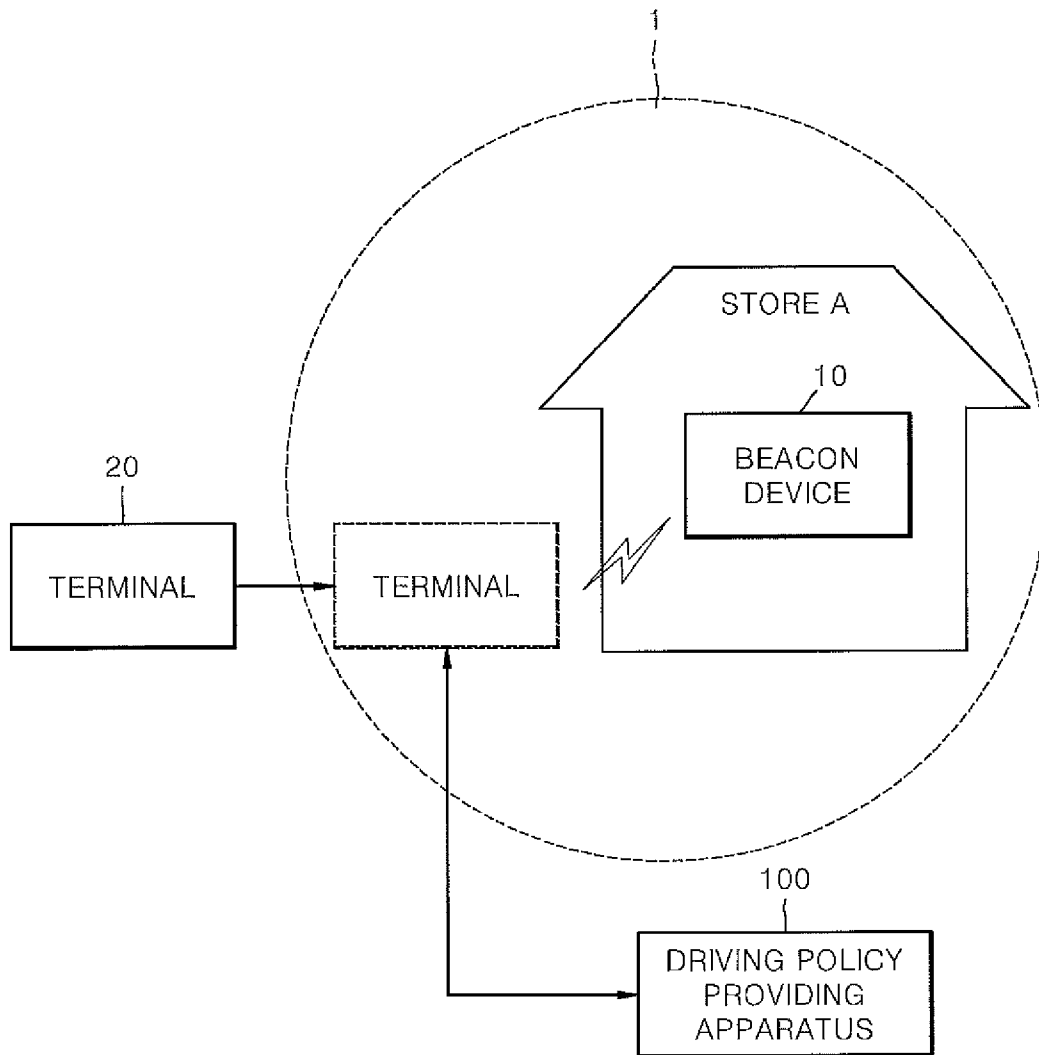 1
STORE A
10
BEACON
DEVICE
20
TERMINAL
TERMINAL
100
DRIVING POLICY
PROVIDING
APPARATUS